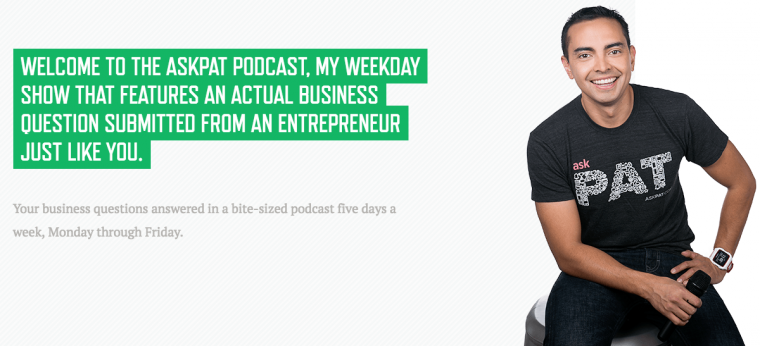 WELCOME TO THE ASKPAT PODCAST, MY WEEKDAY
SHOW THAT FEATURES AN ACTUAL BUSINESS
QUESTION SUBMITTED FROM AN ENTREPRENEUR
JUST LIKE YOU.
Your business questions answered in a bite-sized podcast five days a
week, Monday through Friday.
ask
PAT